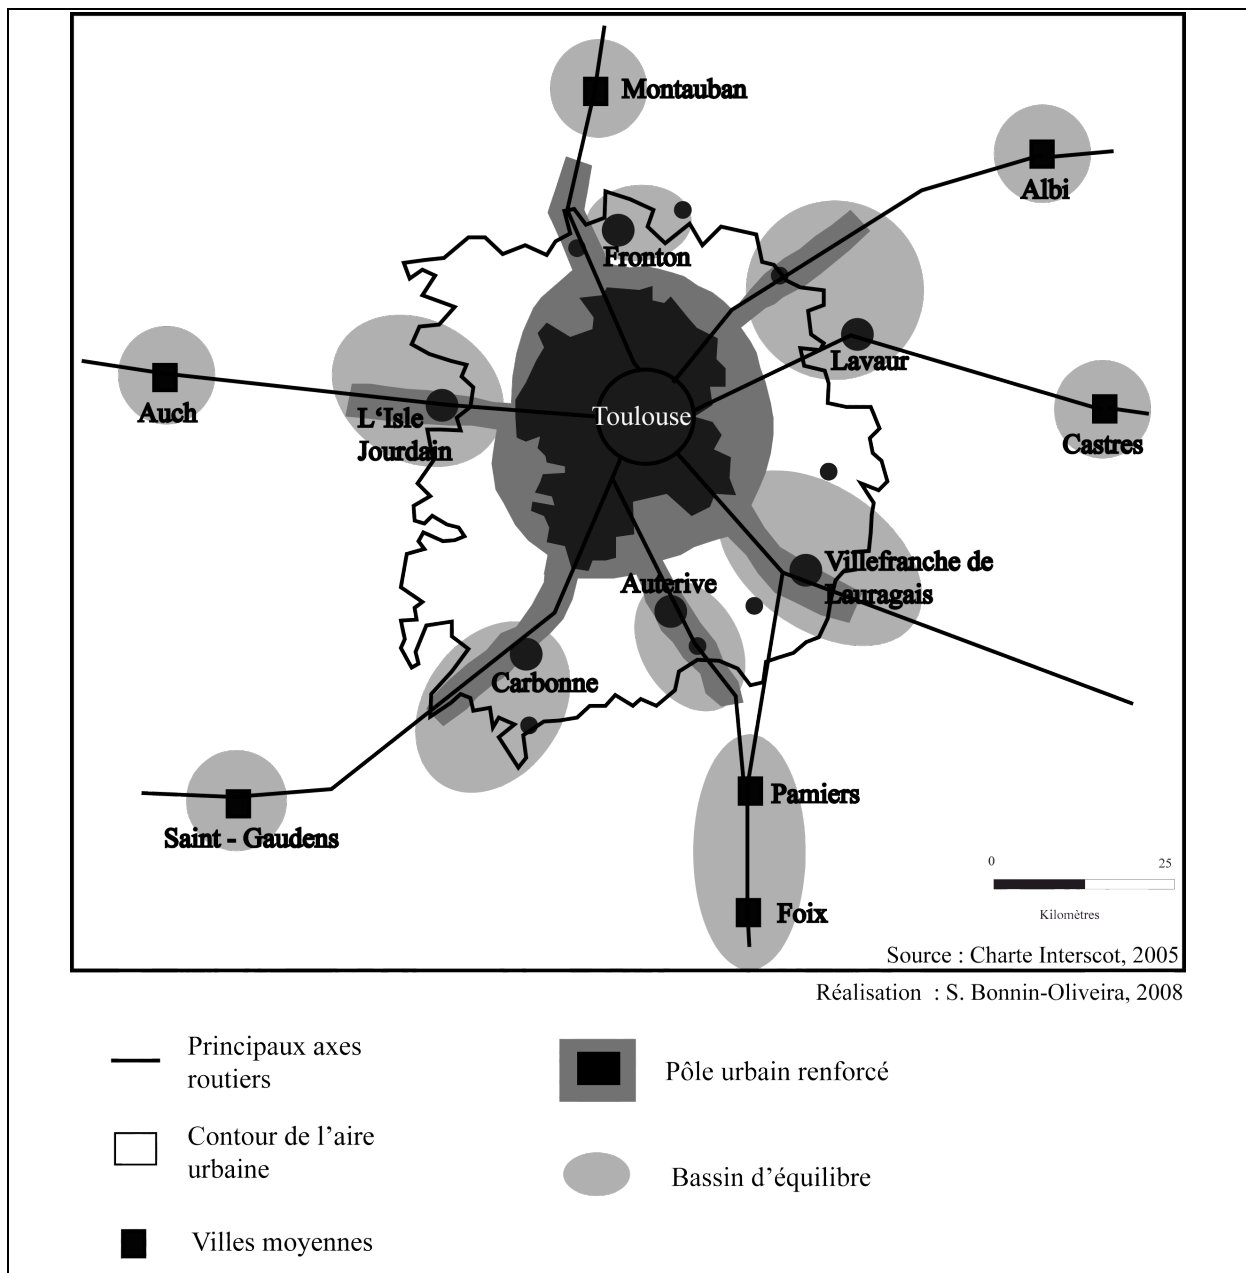 Montauban
Albi
Fronton
Lavaur
Auch
L'Isle
Jourdain
Toulouse
Castres
Villefranche de
Lauragais
Auterive
Carbonne
Pamiers
Saint - Gaudens
Foix
0 25
Kilomètres
Source : Charte Interscot, 2005
Réalisation : S. Bonnin-Oliveira, 2008
Principaux axes
routiers
Pôle urbain renforcé
Contour de l’aire
urbaine
Bassin d’équilibre
Villes moyennes